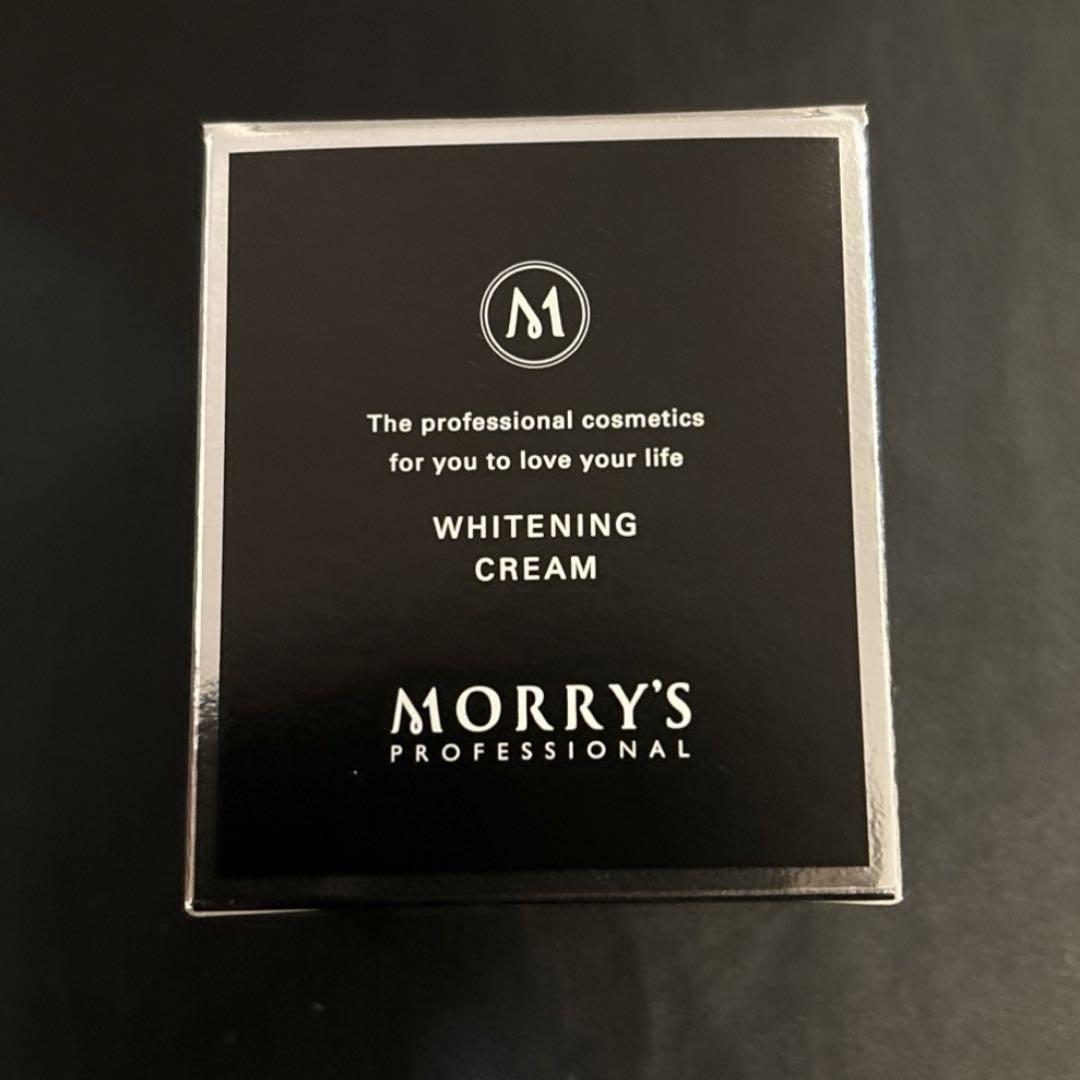 M
The professional cosmetics
for you to love your life
WHITENING
CREAM
MORRY'S
PROFESSIONAL